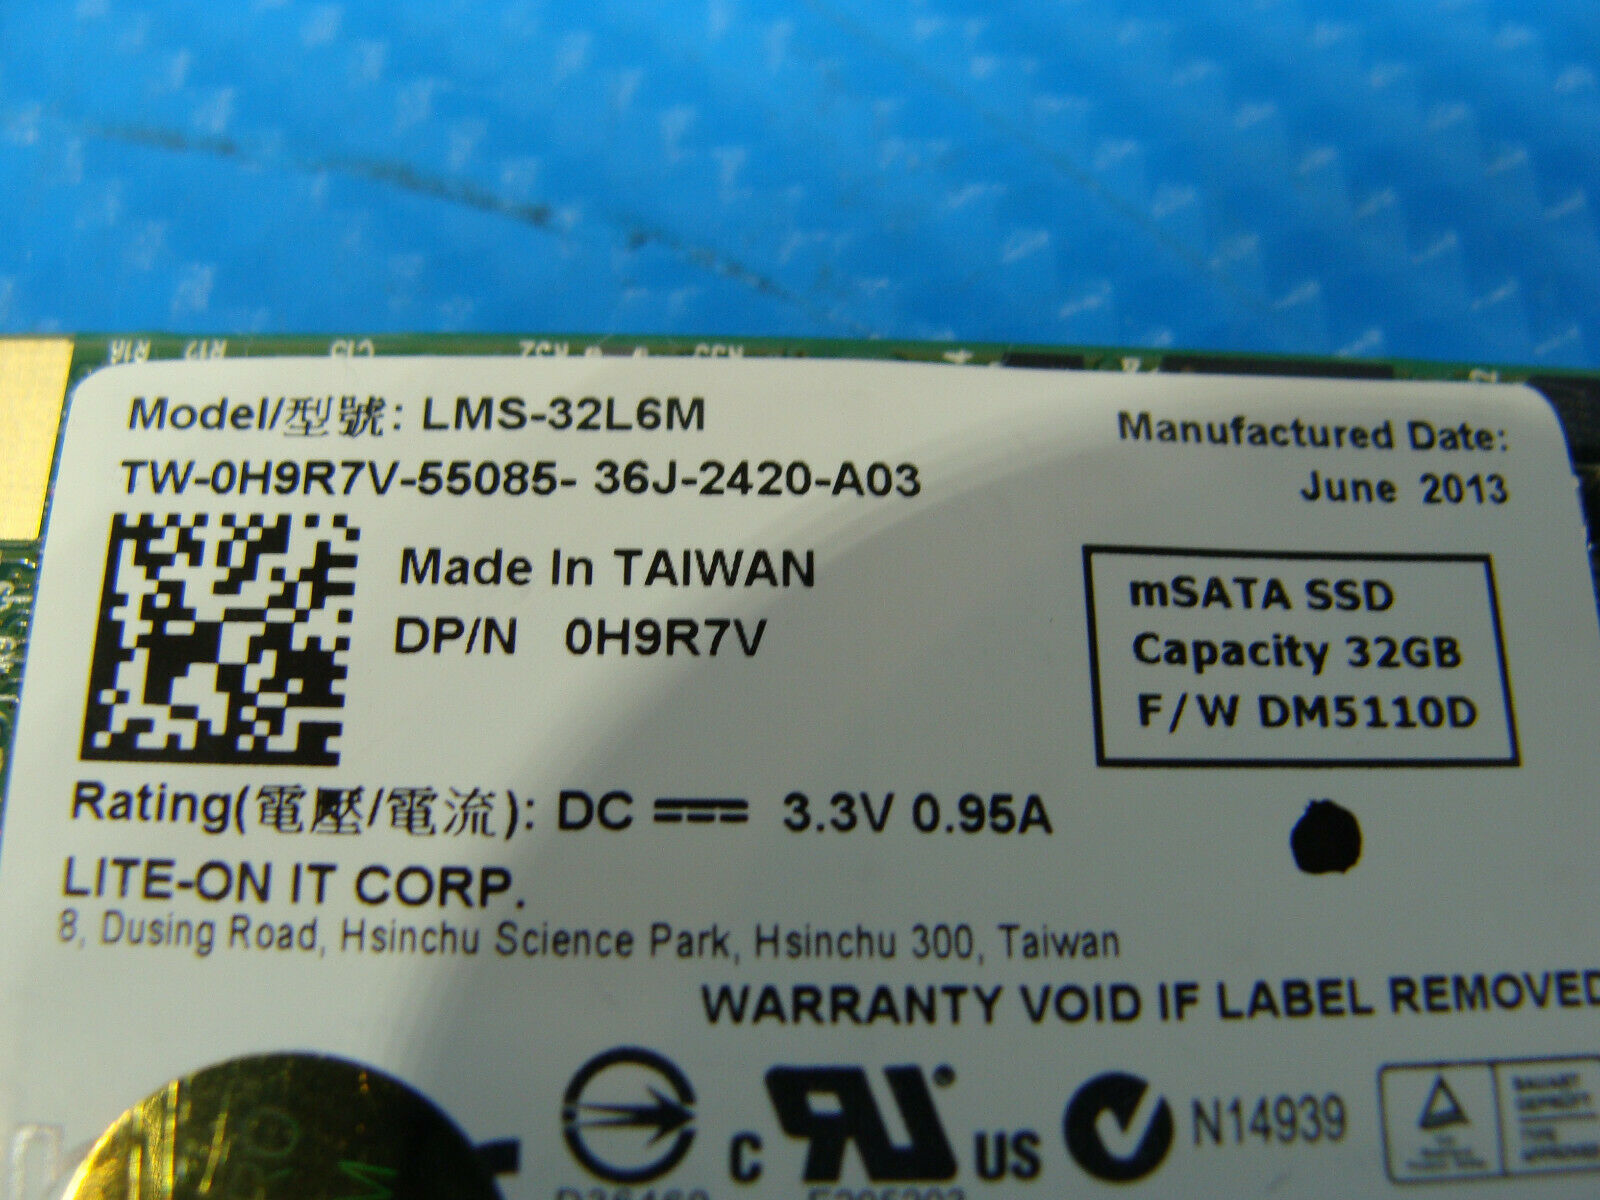 Model/型號: LMS-32L6M
TW-0H9R7V-55085- 36J-2420-A03
Manufactured Date:
June 2013
Made In TAIWAN
DP/N 0H9R7V
mSATA SSD
Capacity 32GB
F/W DM5110D
Rating(電壓/電流): DC 3.3V 0.95A
LITE-ON IT CORP.
8, Dusing Road, Hsinchu Science Park, Hsinchu 300, Taiwan
WARRANTY VOID IF LABEL REMOVED
c RU ® US
N14939